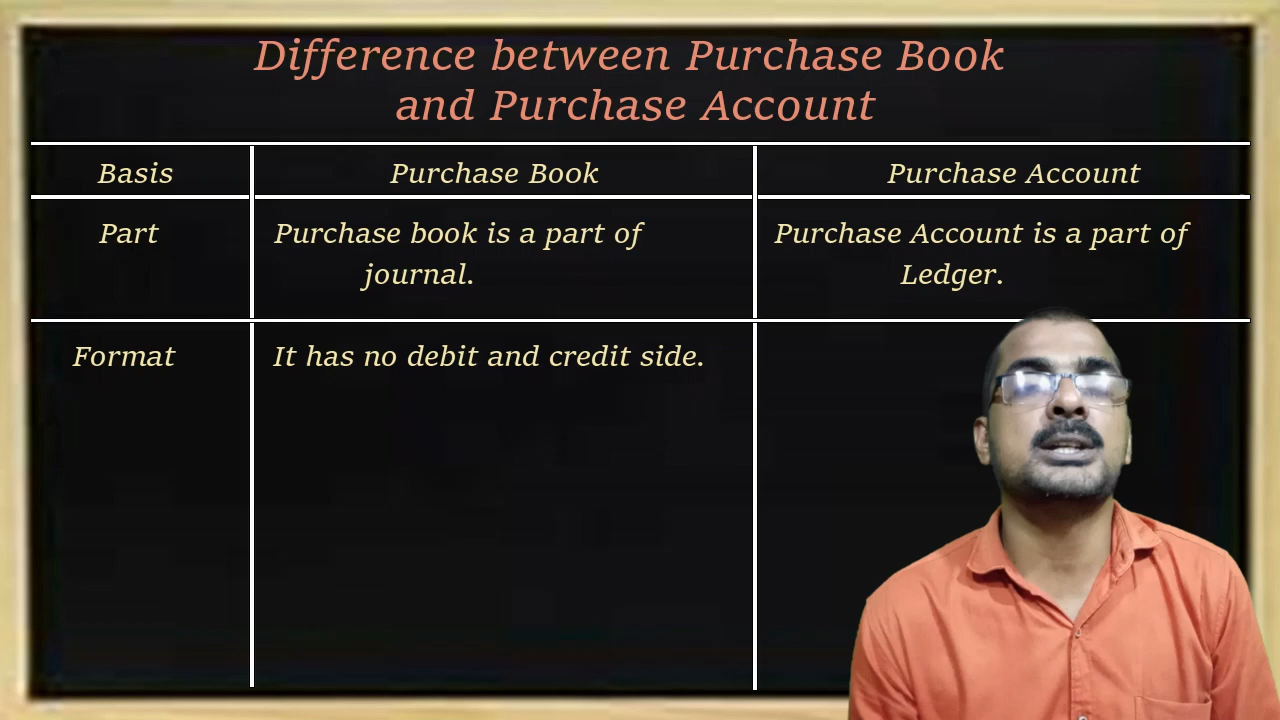 Difference between Purchase Book
and Purchase Account
Basis
Purchase Book
Purchase Account
Part
Purchase book is a part of
journal.
Purchase Account is a part of
Ledger.
Format
It has no debit and credit side.